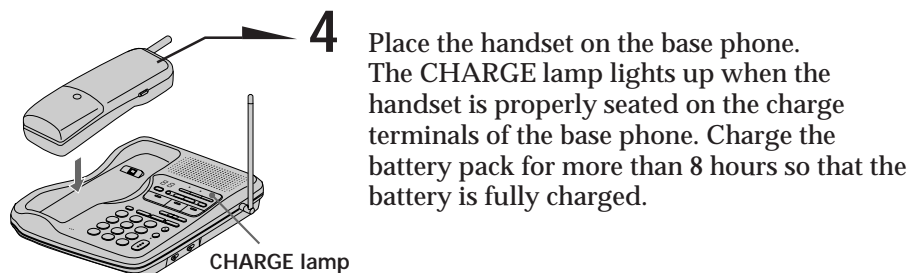 4
Place the handset on the base phone.
The CHARGE lamp lights up when the
handset is properly seated on the charge
terminals of the base phone. Charge the
battery pack for more than 8 hours so that the
battery is fully charged.
CHARGE lamp